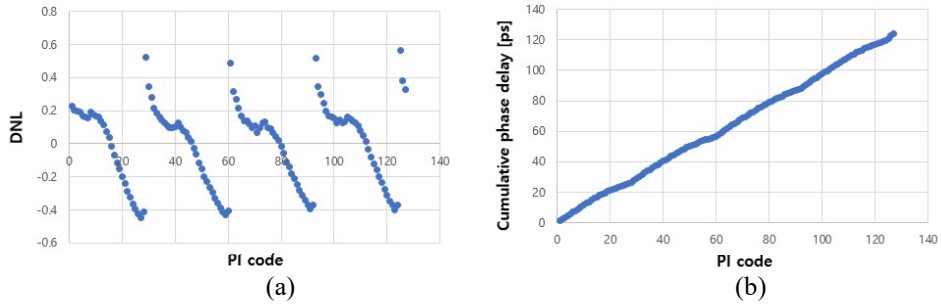 0.8
0.6
0.4
0.2
0
-0.2
-0.4
-0.6
0 20 40 60 80 100 120 140
DNL
PI code
(a)
140
120
100
80
60
40
20
0
0 20 40 60 80 100 120 140
Cumulative phase delay [ps]
PI code
(b)